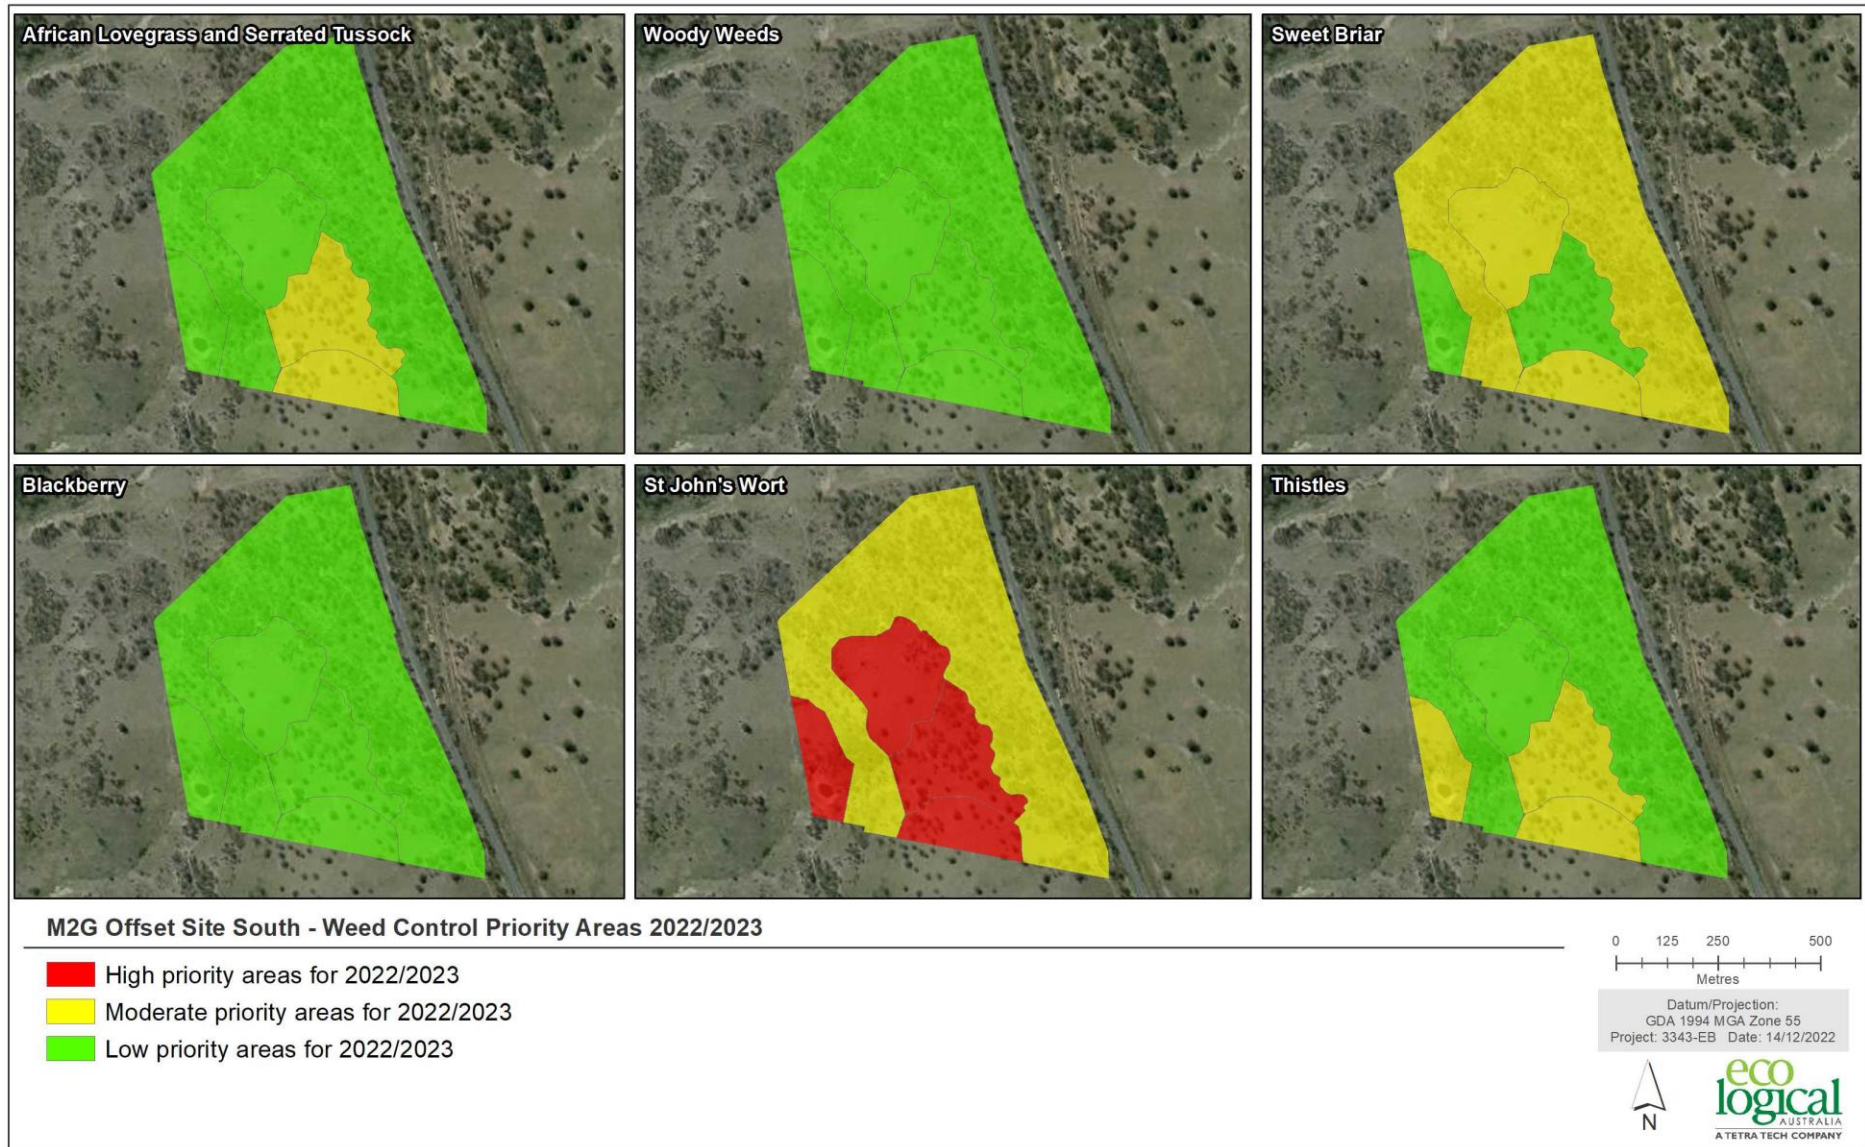 African Lovegrass and Serrated Tussock
Woody Weeds
Sweet Briar
Blackberry
St John's Wort
Thistles
M2G Offset Site South - Weed Control Priority Areas 2022/2023
High priority areas for 2022/2023
Moderate priority areas for 2022/2023
Low priority areas for 2022/2023
0 125 250 500
Metres
Datum/Projection:
GDA 1994 MGA Zone 55
Project: 3343-EB Date: 14/12/2022
N
eco
logical
AUSTRALIA
A TETRA TECH COMPANY